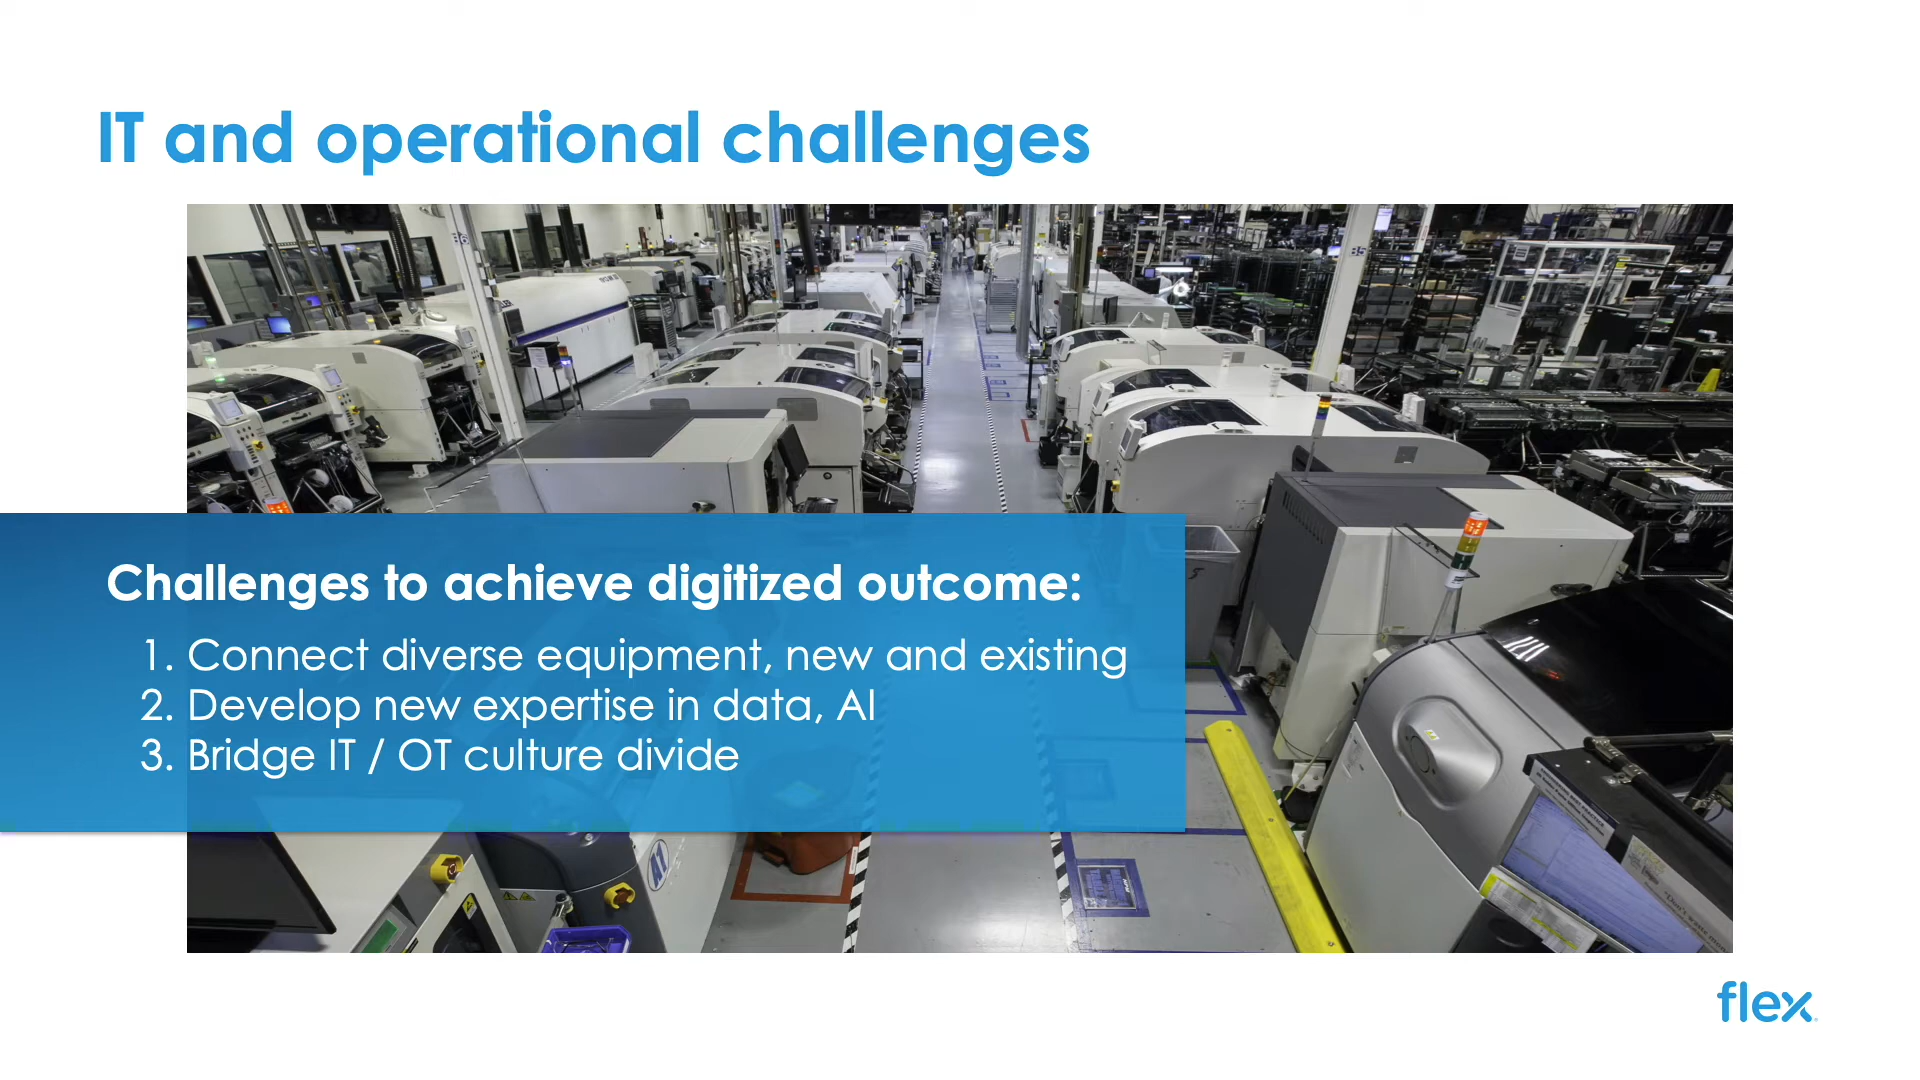 IT and operational challenges
Challenges to achieve digitized outcome:
1. Connect diverse equipment, new and existing
2. Develop new expertise in data, AI
3. Bridge IT / OT culture divide
A1
flex